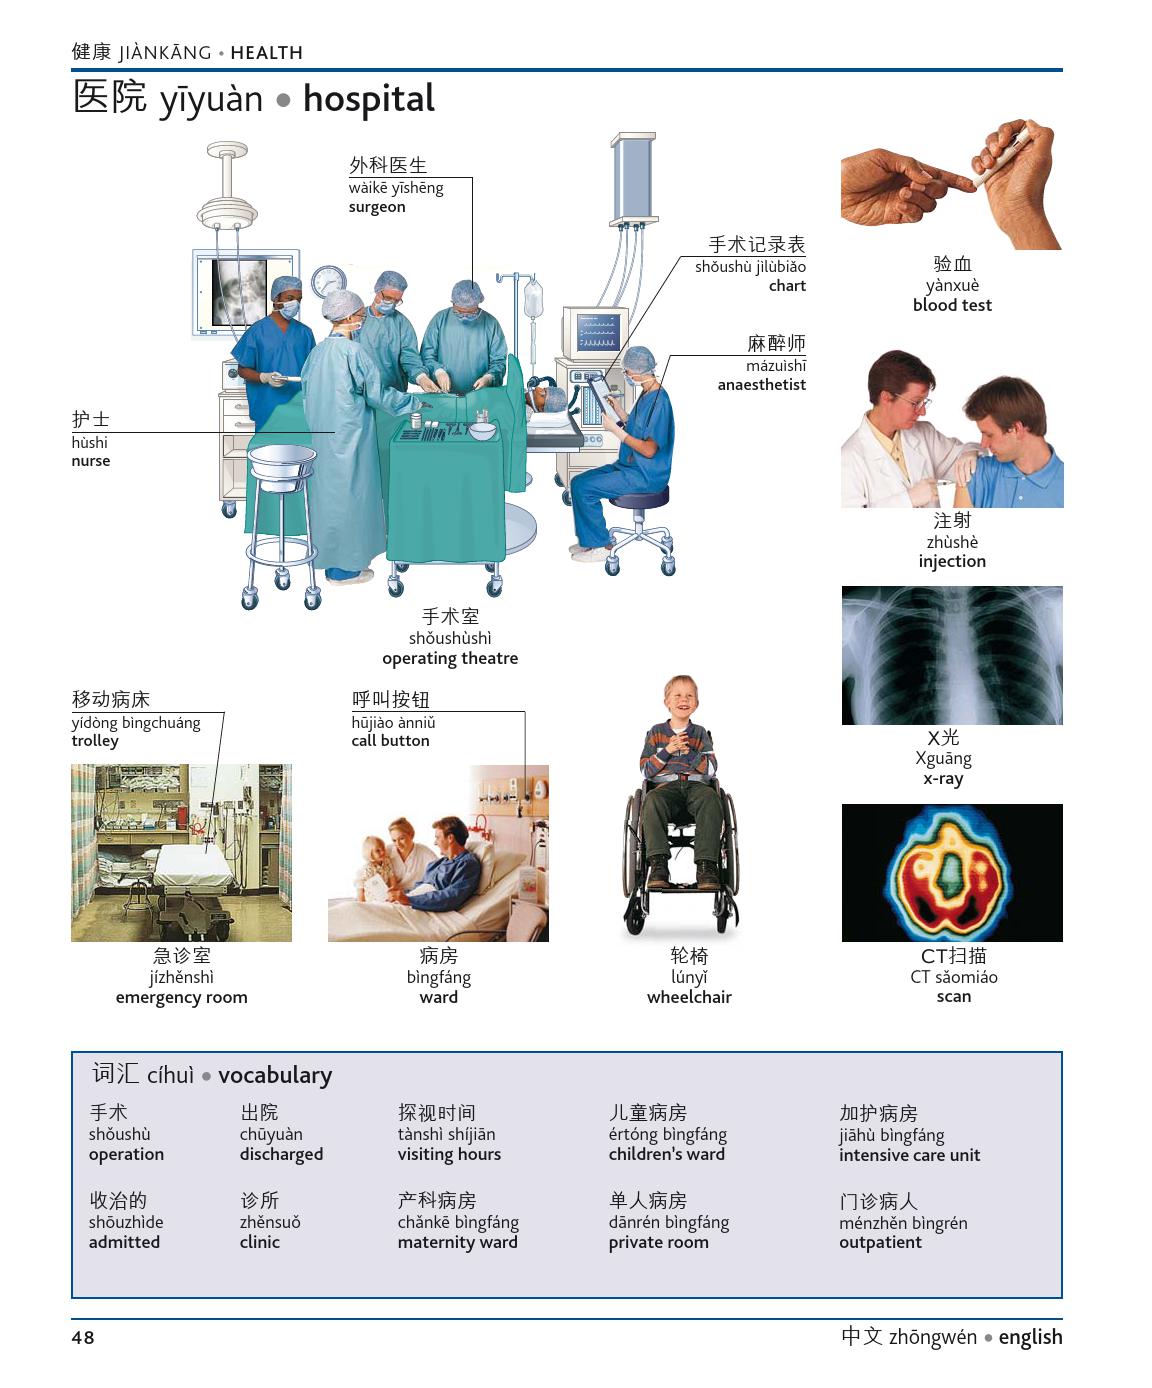 健康 JIÀNKĀNG • HEALTH
医院 yīyuàn • hospital
外科医生
wàikē yīshēng
surgeon
手术记录表
shǒushù jìlùbiǎo
chart
麻醉师
mázuìshī
anaesthetist
护士
hùshi
nurse
手术室
shǒushùshì
operating theatre
验血
yànxuè
blood test
注射
zhùshè
injection
X光
Xguāng
x-ray
CT扫描
CT sǎomiáo
scan
移动病床
yídòng bìngchuáng
trolley
急诊室
jízhěnshì
emergency room
呼叫按钮
hūjiào ànniǔ
call button
病房
bìngfáng
ward
轮椅
lúnyǐ
wheelchair
词汇 cíhuì • vocabulary
手术
shǒushù
operation
收治的
shōuzhìde
admitted
出院
chūyuàn
discharged
诊所
zhěnsuǒ
clinic
探视时间
tànshì shíjiān
visiting hours
产科病房
chǎnkē bìngfáng
maternity ward
儿童病房
értóng bìngfáng
children's ward
单人病房
dānrén bìngfáng
private room
加护病房
jiāhù bìngfáng
intensive care unit
门诊病人
ménzhěn bìngrén
outpatient
48
中文 zhōngwén • english